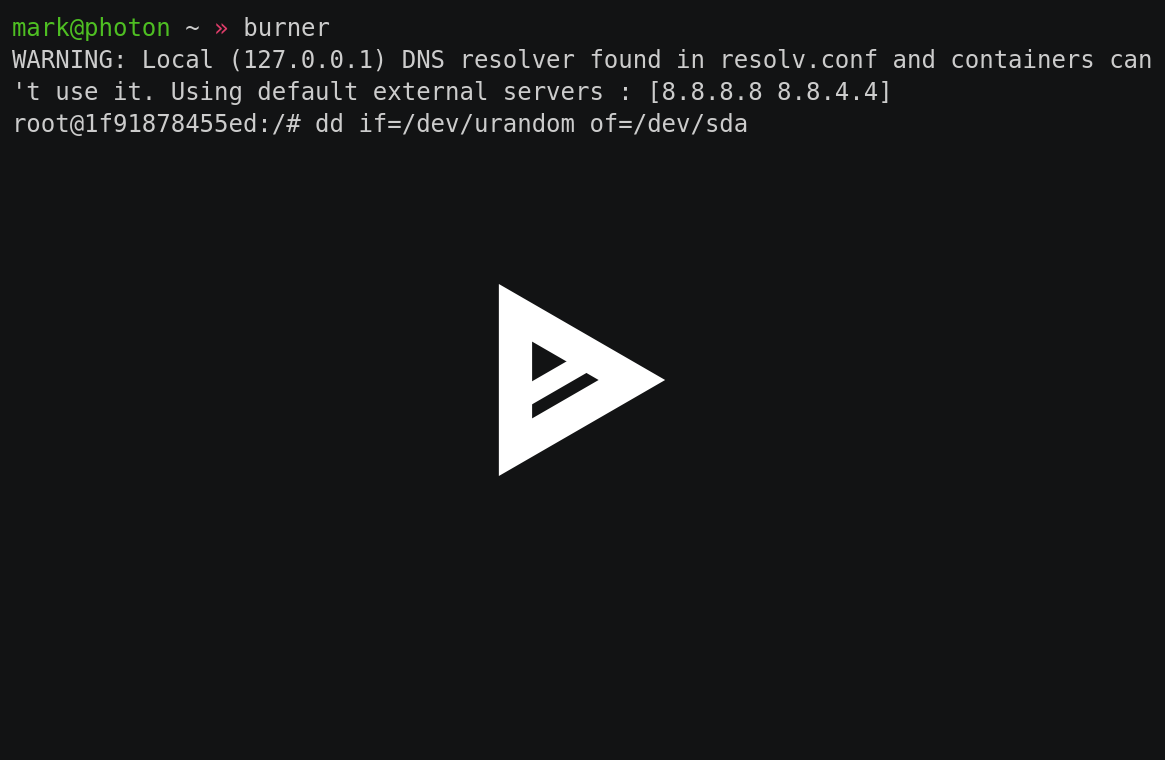 mark@photon ~ » burner
WARNING: Local (127.0.0.1) DNS resolver found in resolv.conf and containers can
't use it. Using default external servers : [8.8.8.8 8.8.4.4]
root@1f91878455ed:/# dd if=/dev/urandom of=/dev/sda